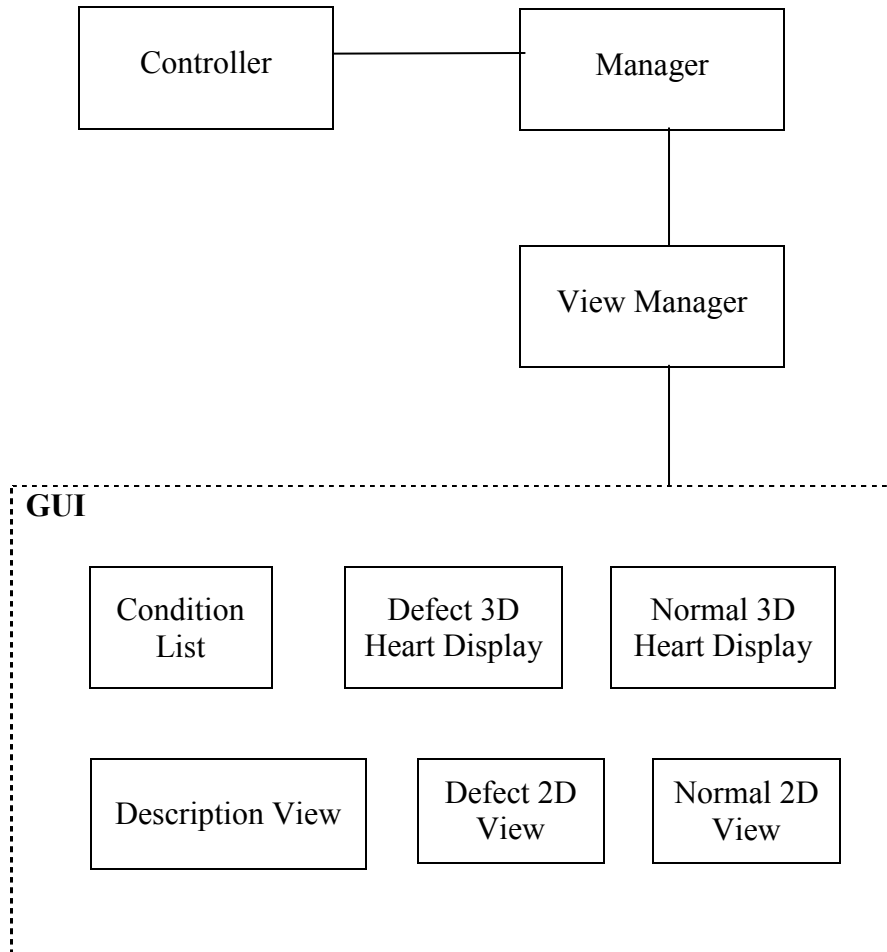 Controller
Manager
View Manager
GUI
Condition
List
Defect 3D
Heart Display
Normal 3D
Heart Display
Description View
Defect 2D
View
Normal 2D
View